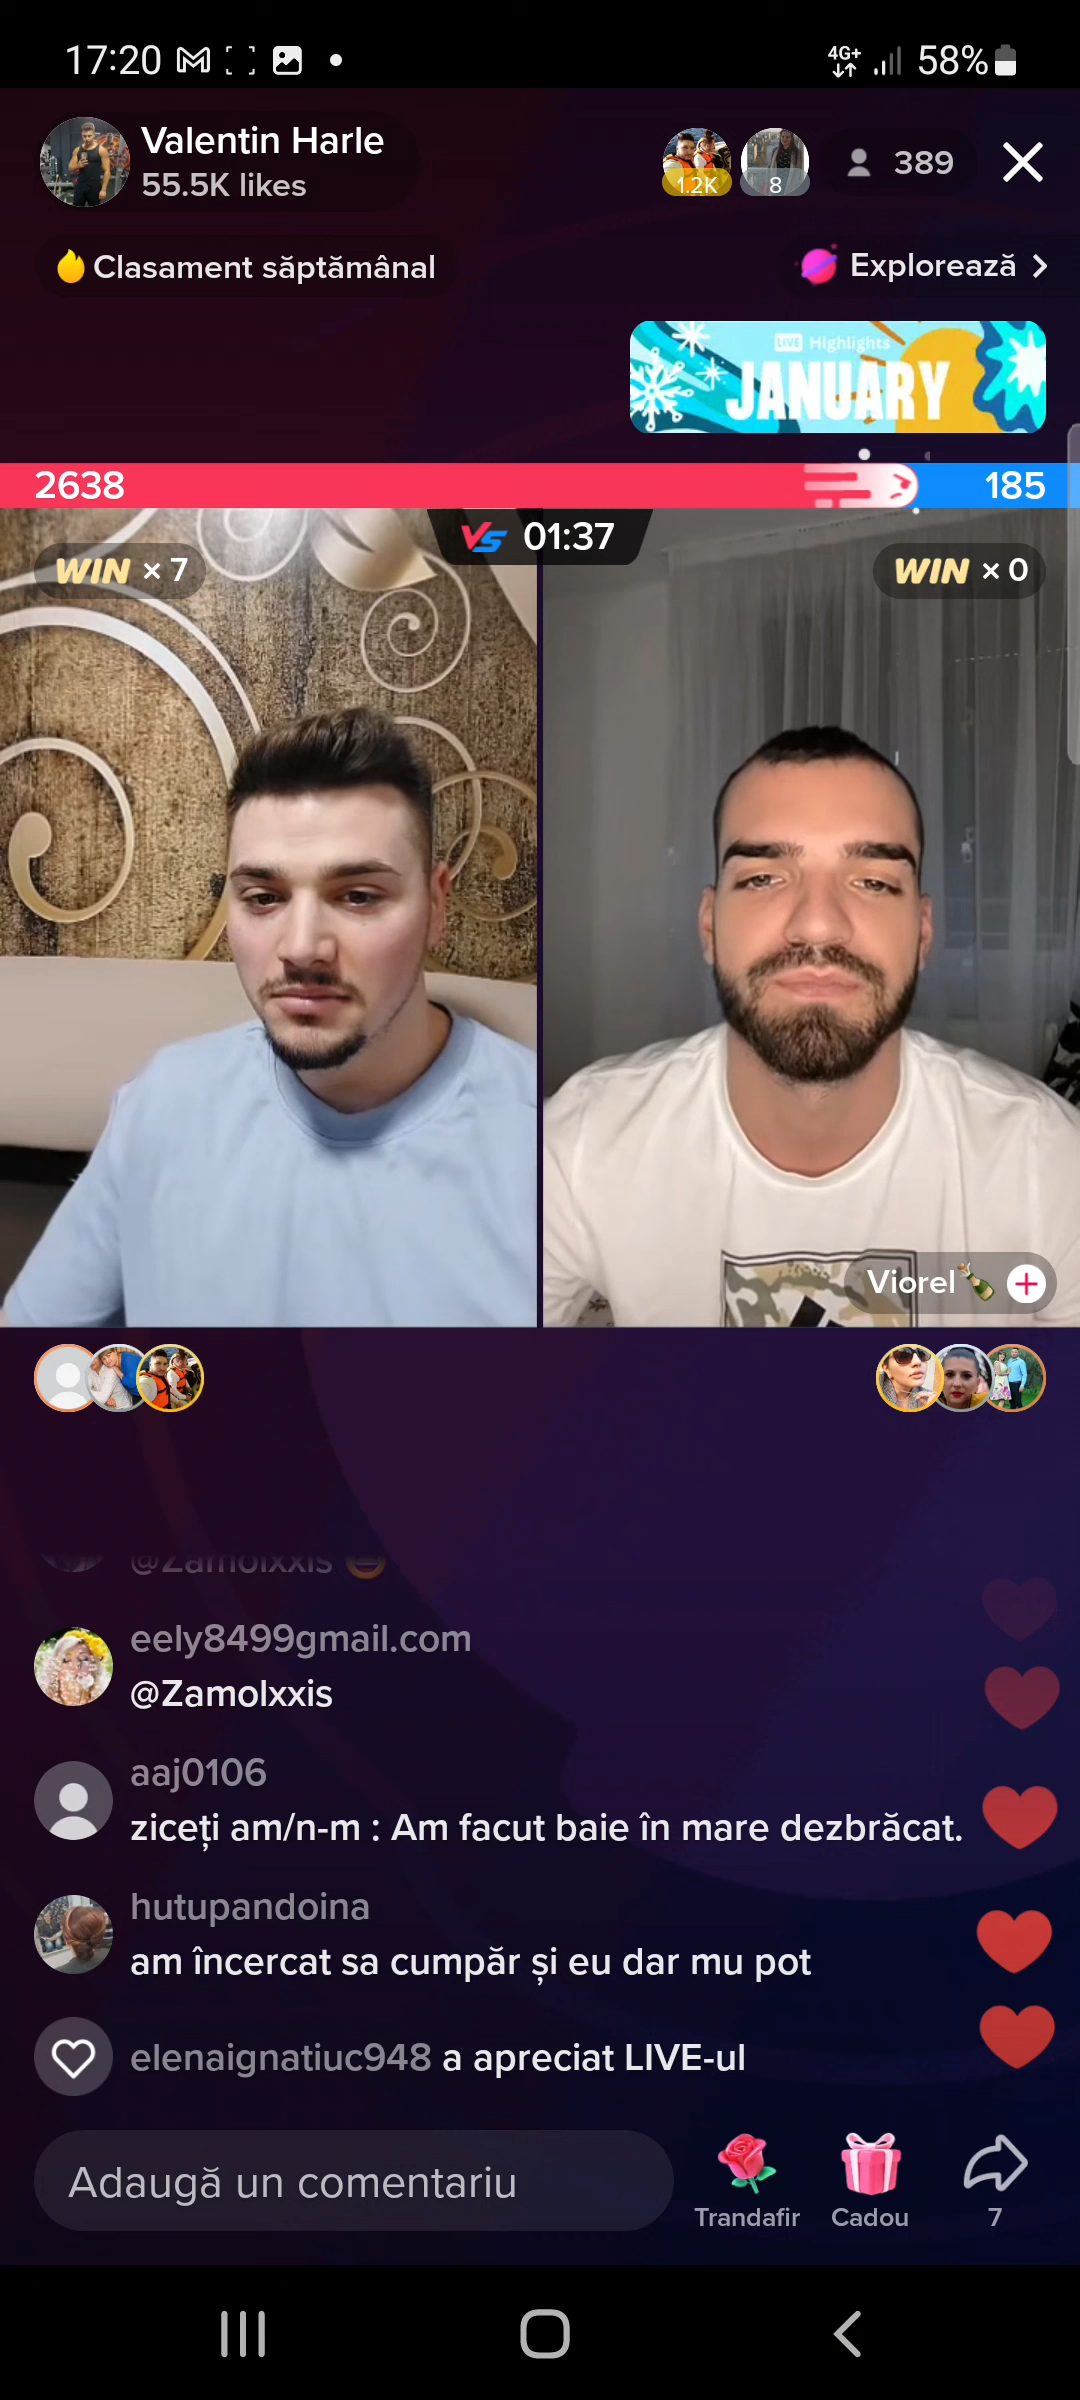 17:20
4G+
58%
Valentin Harle
55.5K likes
1.2K
8
389
Clasament săptămânal
Explorează
LIVE Highlights
JANUARY
2638
185
VS 01:37
WIN × 7
WIN × 0
Viorel
@Zamolxxis
eely8499gmail.com
@Zamolxxis
aaj0106
ziceți am/n-m : Am facut baie în mare dezbrăcat.
hutupandoina
am încercat sa cumpăr și eu dar mu pot
elenaignatiuc948 a apreciat LIVE-ul
Adaugă un comentariu
Trandafir
Cadou
7